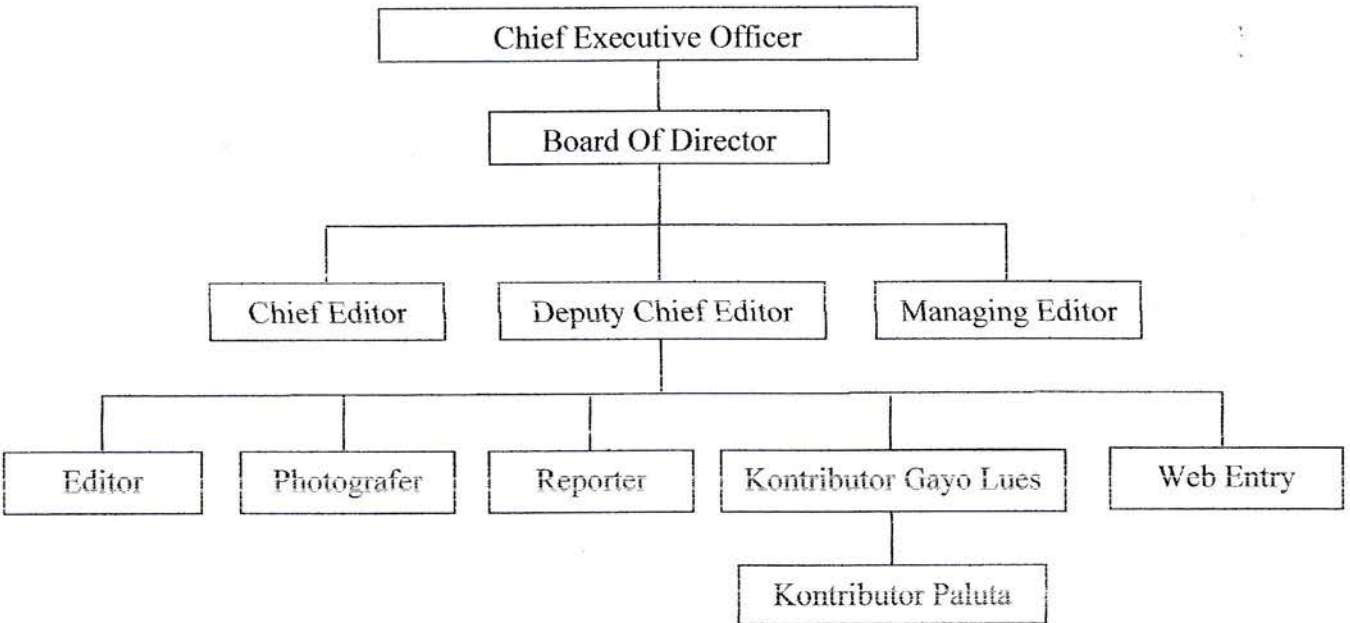 Chief Executive Officer
Board Of Director
Chief Editor
Deputy Chief Editor
Managing Editor
Editor
Photografer
Reporter
Kontributor Gayo Lues
Web Entry
Kontributor Paluta